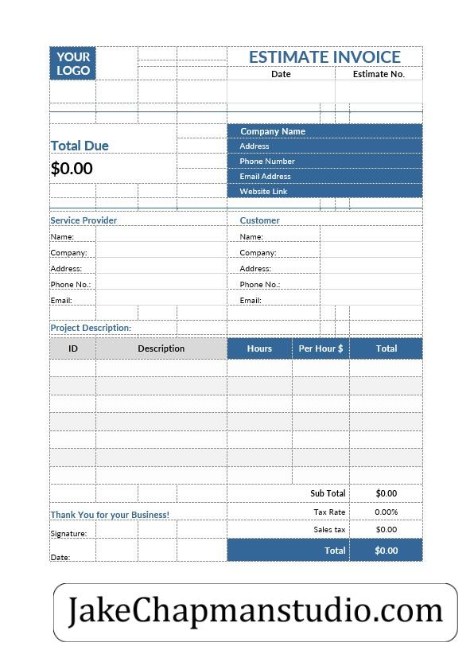 YOUR
LOGO
ESTIMATE INVOICE
Date Estimate No.
Total Due
$0.00
Company Name
Address
Phone Number
Email Address
Website Link
Service Provider Customer
Name: Name:
Company: Company:
Address: Address:
Phone No.: Phone No.:
Email: Email:
Project Description:
ID Description Hours Per Hour $ Total
Sub Total $0.00
Thank You for your Business! Tax Rate 0.00%
Signature: Sales tax $0.00
Date: Total $0.00
JakeChapmanstudio.com